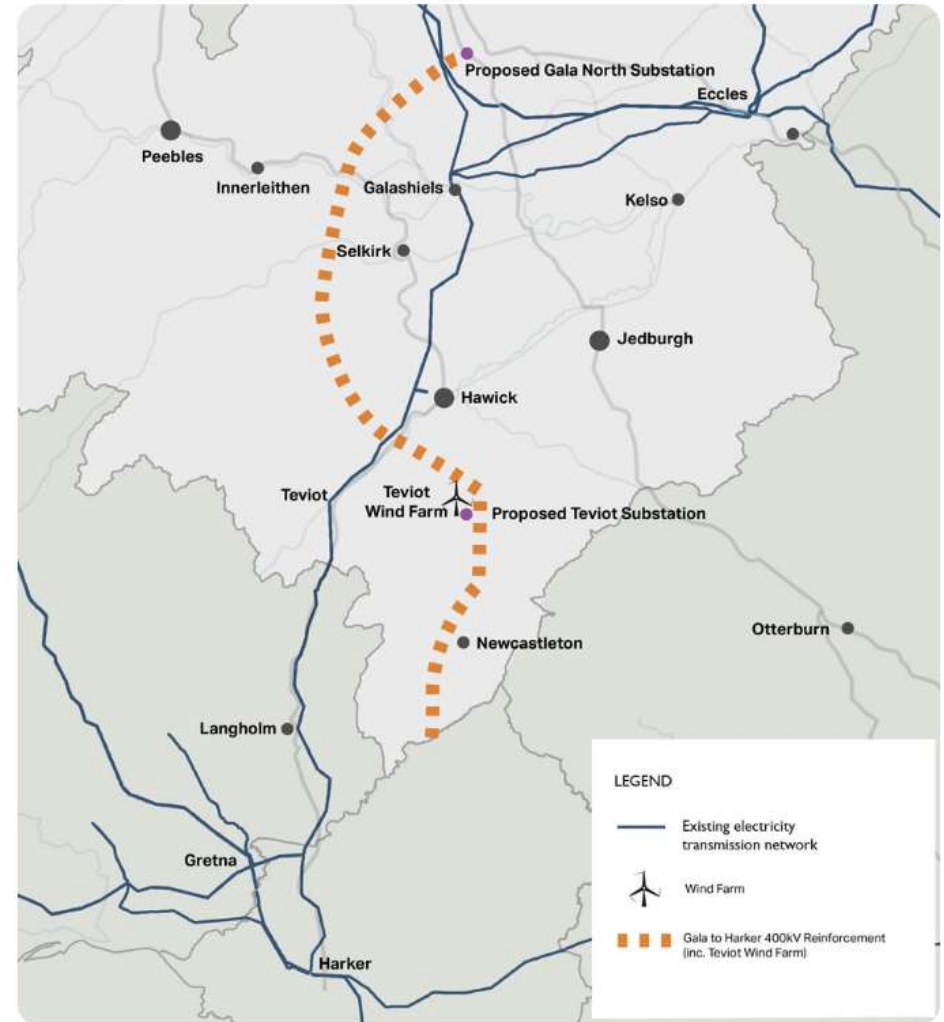 Proposed Gala North Substation
Eccles
Peebles
Innerleithen
Galashiels
Kelso
Selkirk
Jedburgh
Hawick
Teviot
Teviot
Wind Farm
Proposed Teviot Substation
Otterburn
Newcastleton
Langholm
Gretna
Harker
LEGEND
Existing electricity
transmission network
Wind Farm
Gala to Harker 400kV Reinforcement
(inc. Teviot Wind Farm)